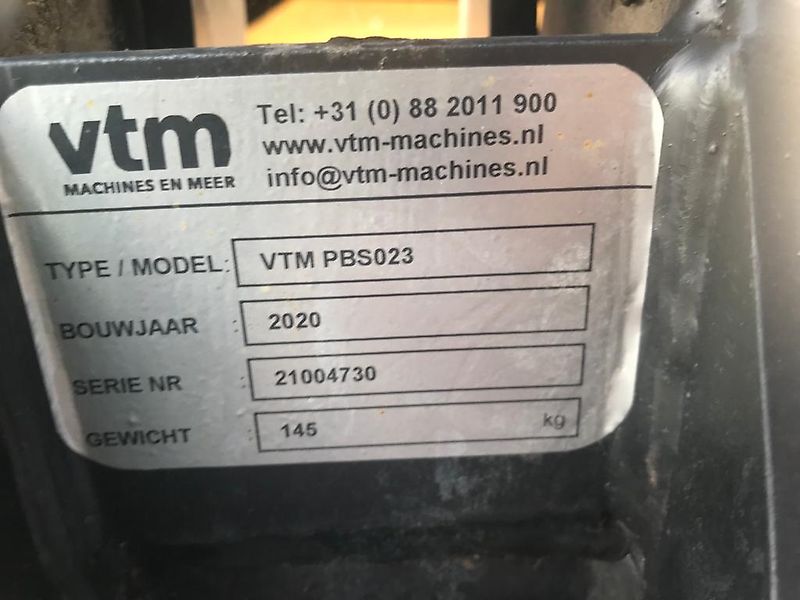 vtm
MACHINES EN MEER
Tel: +31 (0) 88 2011 900
www.vtm-machines.nl
info@vtm-machines.nl
TYPE / MODEL: VTM PBS023
BOUWJAAR : 2020
SERIE NR : 21004730
GEWICHT : 145 kg